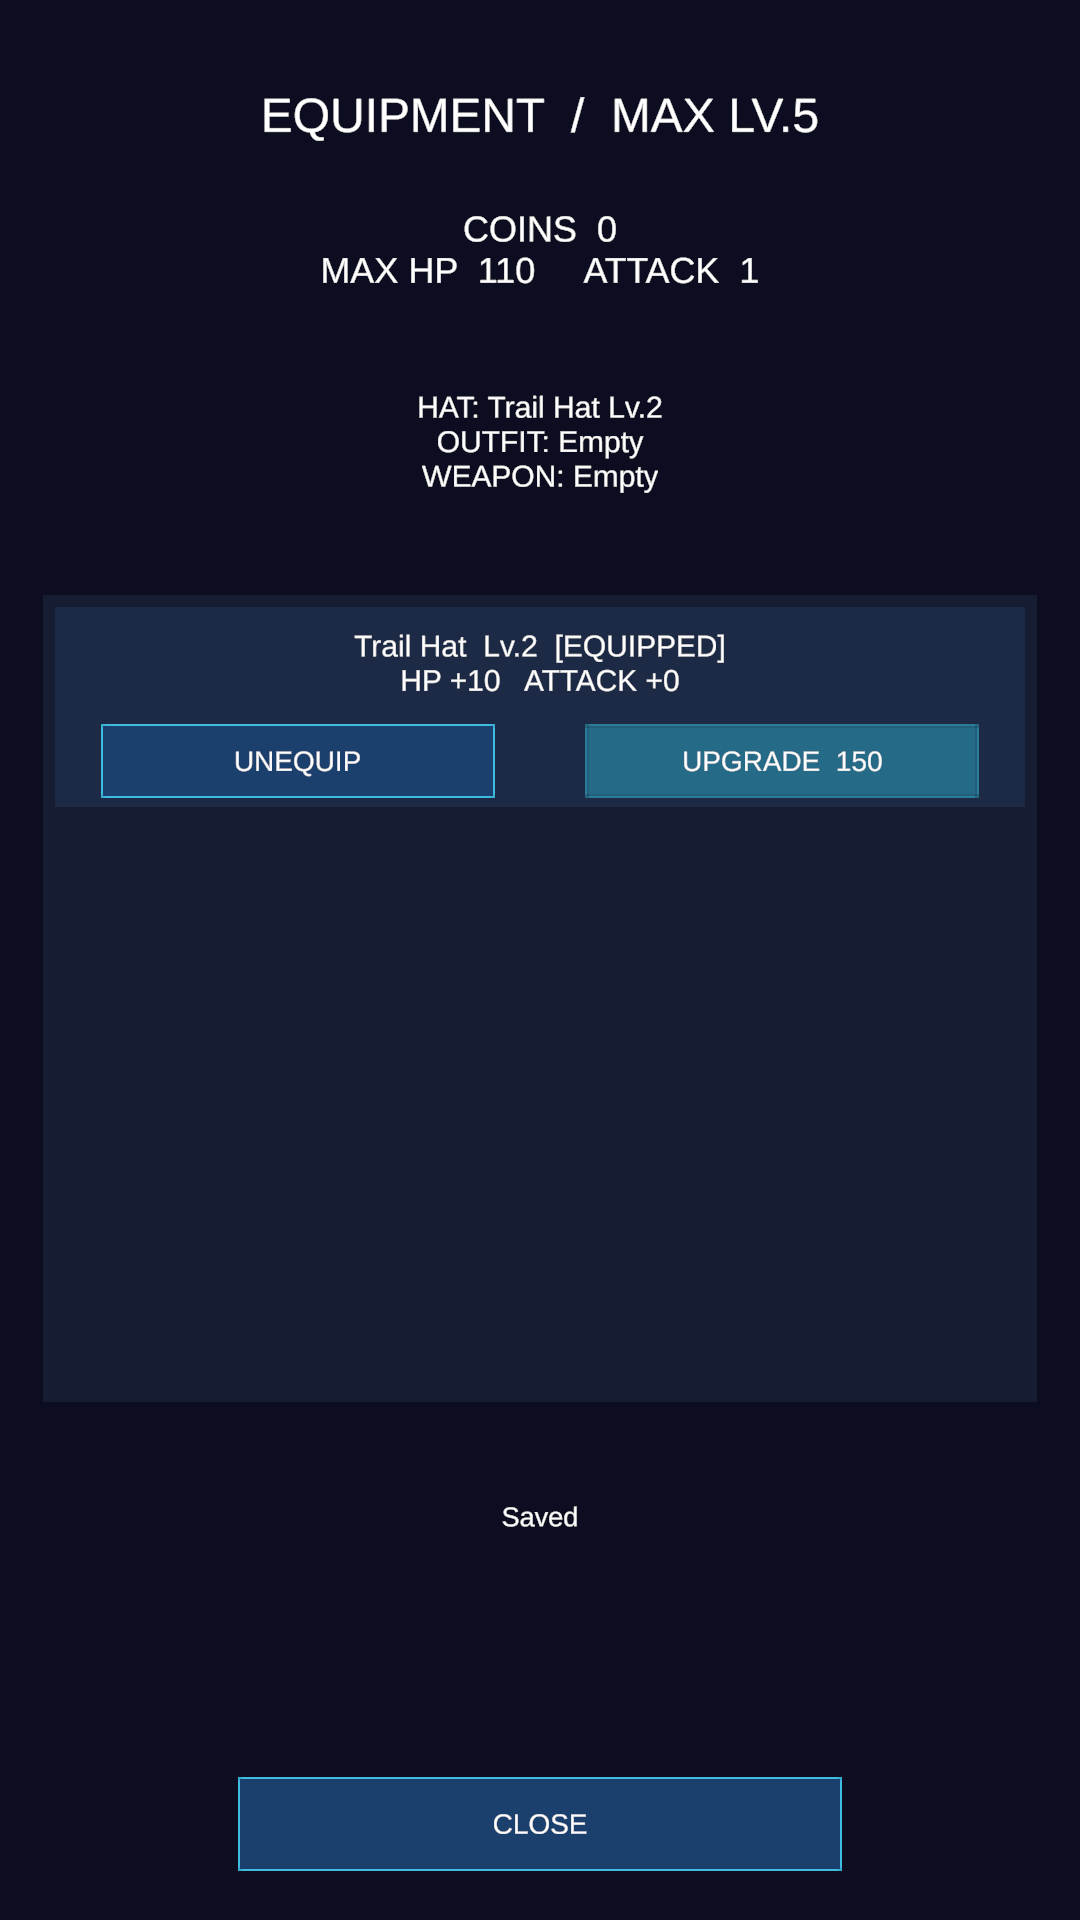 EQUIPMENT / MAX LV.5
COINS 0
MAX HP 110 ATTACK 1
HAT: Trail Hat Lv.2
OUTFIT: Empty
WEAPON: Empty
Trail Hat Lv.2 [EQUIPPED]
HP +10 ATTACK +0
UNEQUIP
UPGRADE 150
Saved
CLOSE